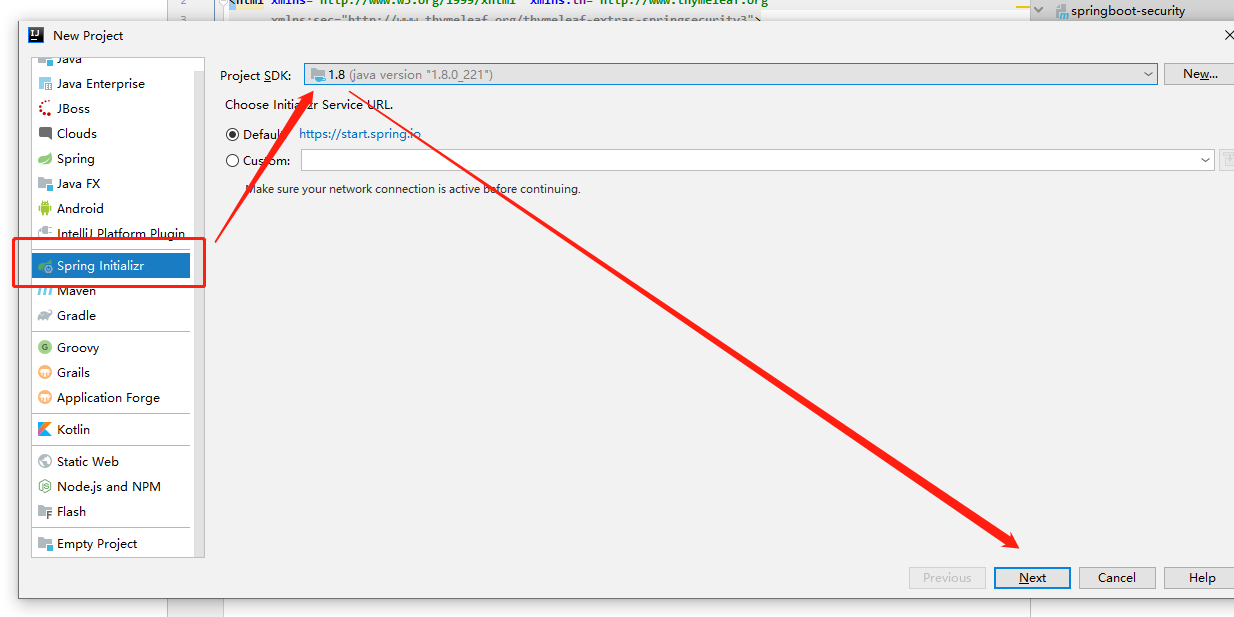 2 <html xmlns="http://www.w3.org/1999/xhtml" xmlns:th="http://www.thymeleaf.org
3 xmlns:sec="http://www.thymeleaf.org/thymeleaf-extras-springsecurity3">
springboot-security
New Project
Java
Java Enterprise
JBoss
Clouds
Spring
Java FX
Android
IntelliJ Platform Plugin
Spring Initializr
Maven
Gradle
Groovy
Grails
Application Forge
Kotlin
Static Web
Node.js and NPM
Flash
Empty Project
Project SDK: 1.8 (java version "1.8.0_221") New...
Choose Initializr Service URL.
Default: https://start.spring.io
Custom:
Make sure your network connection is active before continuing.
Previous Next Cancel Help